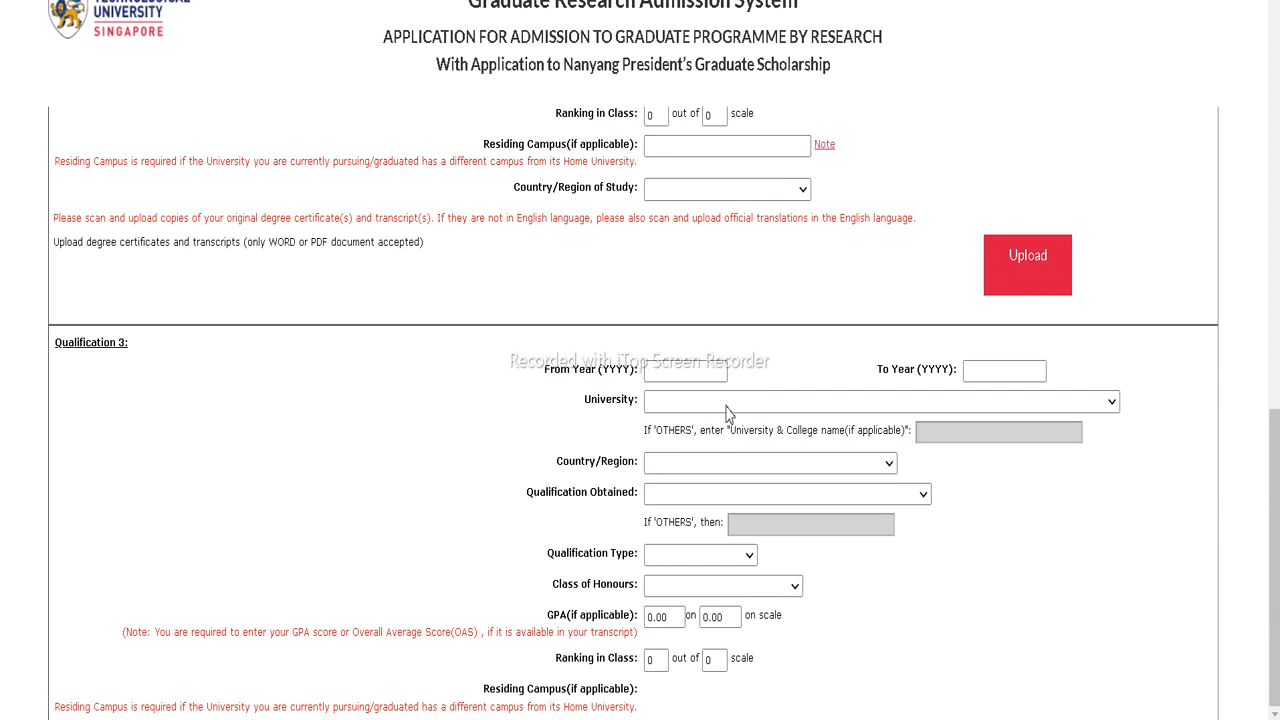 TECHNOLOGICAL
UNIVERSITY
SINGAPORE
Graduate Research Admission System
APPLICATION FOR ADMISSION TO GRADUATE PROGRAMME BY RESEARCH
With Application to Nanyang President's Graduate Scholarship
Ranking in Class: 0 out of 0 scale
Residing Campus(if applicable): Note
Residing Campus is required if the University you are currently pursuing/graduated has a different campus from its Home University.
Country/Region of Study:
Please scan and upload copies of your original degree certificate(s) and transcript(s). If they are not in English language, please also scan and upload official translations in the English language.
Upload degree certificates and transcripts (only WORD or PDF document accepted)
Upload
Qualification 3:
Recorded with iTop Screen Recorder
From Year (YYYY): To Year (YYYY):
University:
If 'OTHERS', enter "University & College name(if applicable)":
Country/Region:
Qualification Obtained:
If 'OTHERS', then:
Qualification Type:
Class of Honours:
GPA(if applicable): 0.00 on 0.00 on scale
(Note: You are required to enter your GPA score or Overall Average Score(OAS) , if it is available in your transcript)
Ranking in Class: 0 out of 0 scale
Residing Campus(if applicable):
Residing Campus is required if the University you are currently pursuing/graduated has a different campus from its Home University.